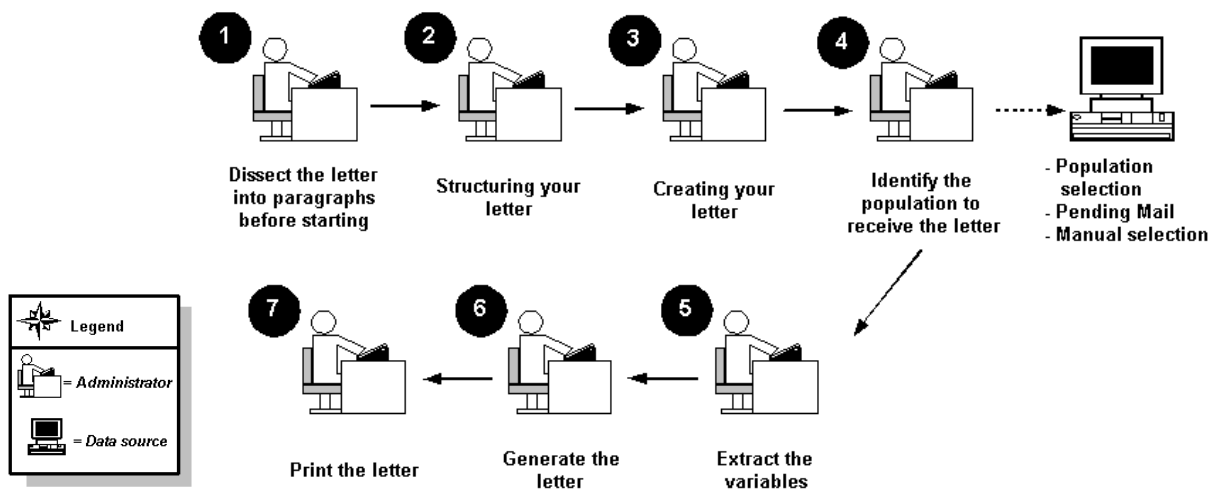 1
2
3
4
Dissect the letter
into paragraphs
before starting
Structuring your
letter
Creating your
letter
Identify the
population to
receive the letter
- Population
selection
- Pending Mail
- Manual selection
Legend
= Administrator
= Data source
7
6
5
Print the letter
Generate the
letter
Extract the
variables